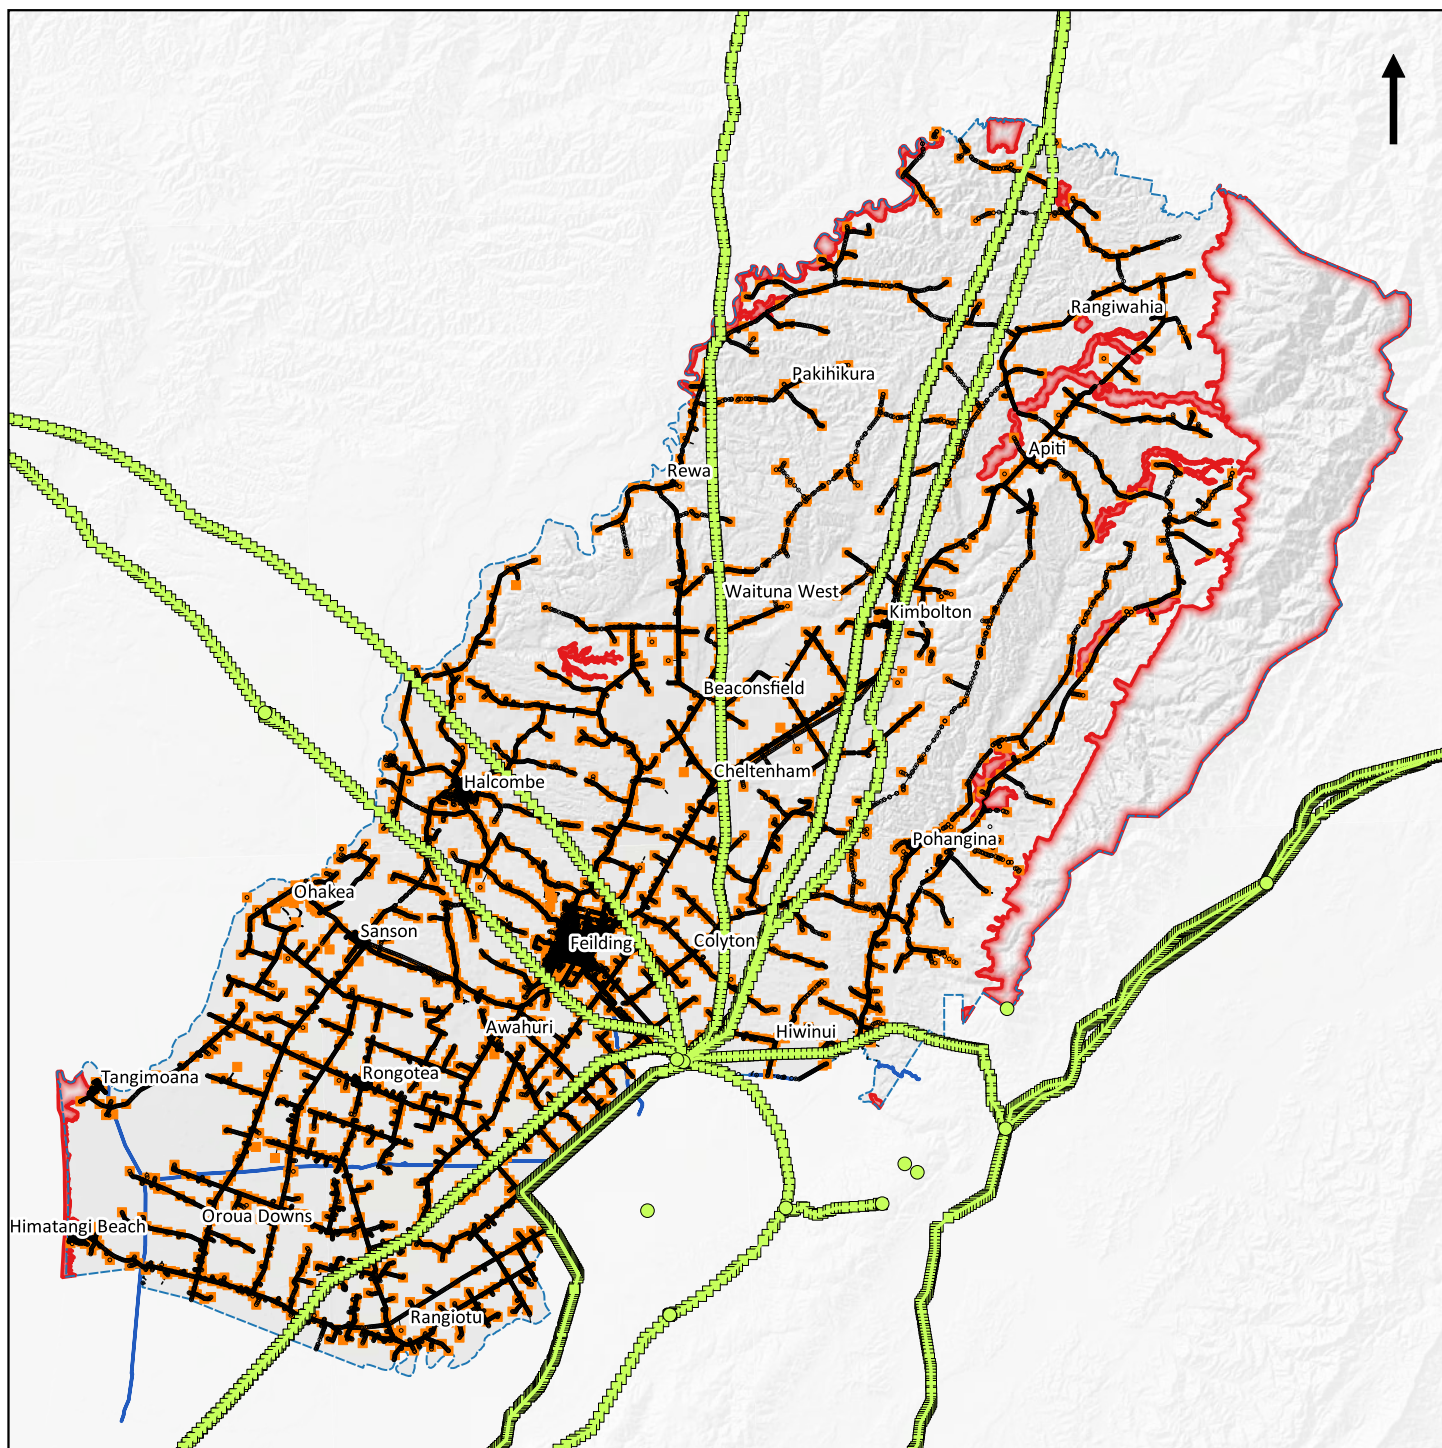 Rangiwahia
Pakihikura
Apiti
Rewa
Waituna West
Kimbolton
Beaconsfield
Cheltenham
Halcombe
Pohangina
Ohakea
Sanson
Feilding
Colyton
Awahuri
Hiwinui
Rongotea
Tangimoana
Oroua Downs
Himatangi Beach
Rangiotu